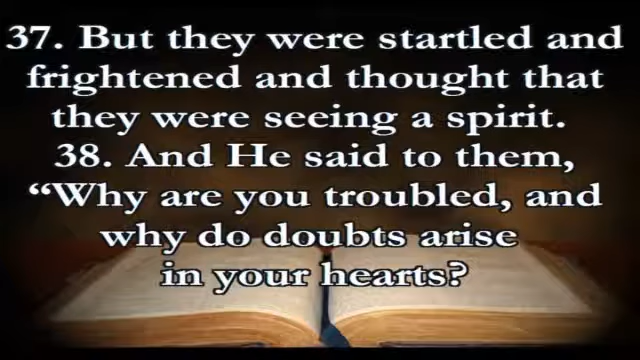 37. But they were startled and
frightened and thought that
they were seeing a spirit.
38. And He said to them,
“Why are you troubled, and
why do doubts arise
in your hearts?